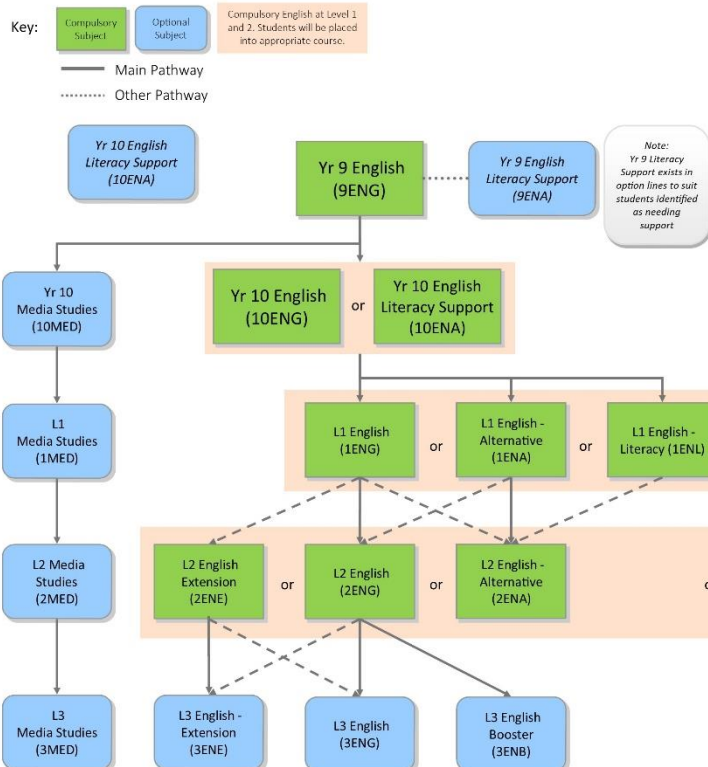 Key:
Compulsory
Subject
Optional
Subject
Compulsory English at Level 1
and 2. Students will be placed
into appropriate course.
Main Pathway
Other Pathway
Yr 10 English
Literacy Support
(10ENA)
Yr 9 English
(9ENG)
Yr 9 English
Literacy Support
(9ENA)
Note:
Yr 9 Literacy
Support exists in
option lines to suit
students identified
as needing
support
Yr 10
Media Studies
(10MED)
Yr 10 English
(10ENG)
or
Yr 10 English
Literacy Support
(10ENA)
L1
Media Studies
(1MED)
L1 English
(1ENG)
or
L1 English -
Alternative
(1ENA)
or
L1 English -
Literacy (1ENL)
L2 Media
Studies
(2MED)
L2 English
Extension
(2ENE)
or
L2 English
(2ENG)
or
L2 English -
Alternative
(2ENA)
L3
Media Studies
(3MED)
L3 English -
Extension
(3ENE)
L3 English
(3ENG)
L3 English
Booster
(3ENB)